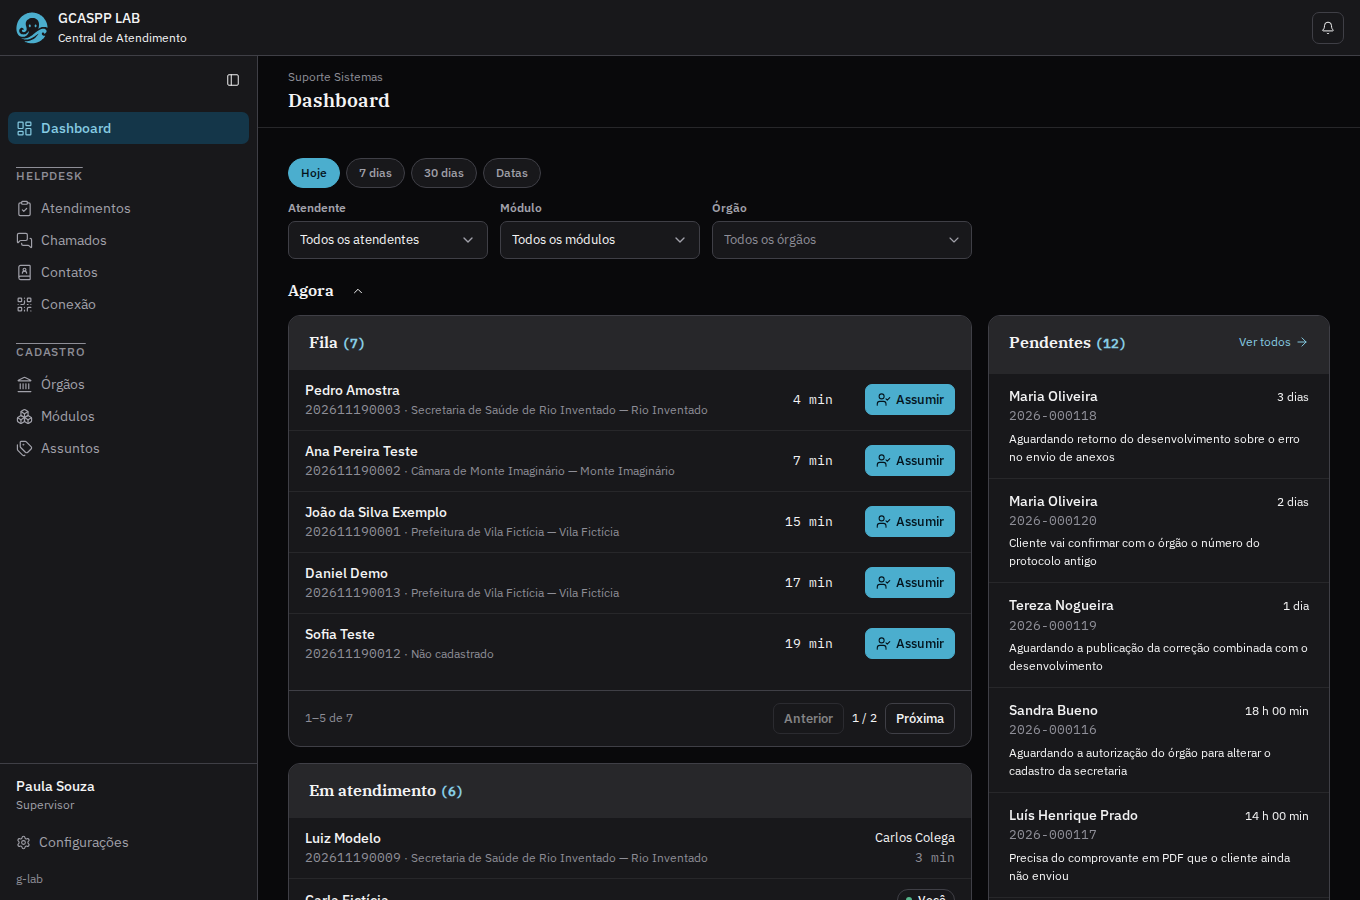 GCASPP LAB
Central de Atendimento
Dashboard
HELPDESK
Atendimentos
Chamados
Contatos
Conexão
CADASTRO
Órgãos
Módulos
Assuntos
Paula Souza
Supervisor
Configurações
g-lab
Suporte Sistemas
Dashboard
Hoje 7 dias 30 dias Datas
Atendente Módulo Órgão
Todos os atendentes Todos os módulos Todos os órgãos
Agora
Fila (7)
Pedro Amostra
202611190003 · Secretaria de Saúde de Rio Inventado — Rio Inventado
4 min Assumir
Ana Pereira Teste
202611190002 · Câmara de Monte Imaginário — Monte Imaginário
7 min Assumir
João da Silva Exemplo
202611190001 · Prefeitura de Vila Fictícia — Vila Fictícia
15 min Assumir
Daniel Demo
202611190013 · Prefeitura de Vila Fictícia — Vila Fictícia
17 min Assumir
Sofia Teste
202611190012 · Não cadastrado
19 min Assumir
1–5 de 7 Anterior 1 / 2 Próxima
Em atendimento (6)
Luiz Modelo Carlos Colega
202611190009 · Secretaria de Saúde de Rio Inventado — Rio Inventado 3 min
Carla Fictícia Você
Pendentes (12) Ver todos
Maria Oliveira 3 dias
2026-000118
Aguardando retorno do desenvolvimento sobre o erro
no envio de anexos
Maria Oliveira 2 dias
2026-000120
Cliente vai confirmar com o órgão o número do
protocolo antigo
Tereza Nogueira 1 dia
2026-000119
Aguardando a publicação da correção combinada com o
desenvolvimento
Sandra Bueno 18 h 00 min
2026-000116
Aguardando a autorização do órgão para alterar o
cadastro da secretaria
Luís Henrique Prado 14 h 00 min
2026-000117
Precisa do comprovante em PDF que o cliente ainda
não enviou